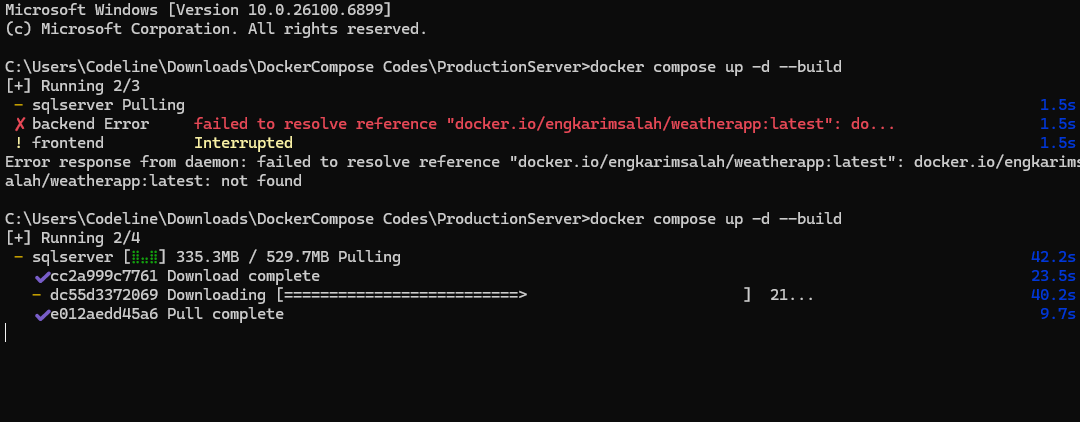 Microsoft Windows [Version 10.0.26100.6899]
(c) Microsoft Corporation. All rights reserved.
C:\Users\Codeline\Downloads\DockerCompose Codes\ProductionServer>docker compose up -d --build
[+] Running 2/3
- sqlserver Pulling 1.5s
✗ backend Error failed to resolve reference "docker.io/engkarimsalah/weatherapp:latest": do... 1.5s
! frontend Interrupted 1.5s
Error response from daemon: failed to resolve reference "docker.io/engkarimsalah/weatherapp:latest": docker.io/engkarims
alah/weatherapp:latest: not found
C:\Users\Codeline\Downloads\DockerCompose Codes\ProductionServer>docker compose up -d --build
[+] Running 2/4
- sqlserver [⣿⣤⣿] 335.3MB / 529.7MB Pulling 42.2s
✔cc2a999c7761 Download complete 23.5s
- dc55d3372069 Downloading [==========================> ] 21... 40.2s
✔e012aedd45a6 Pull complete 9.7s